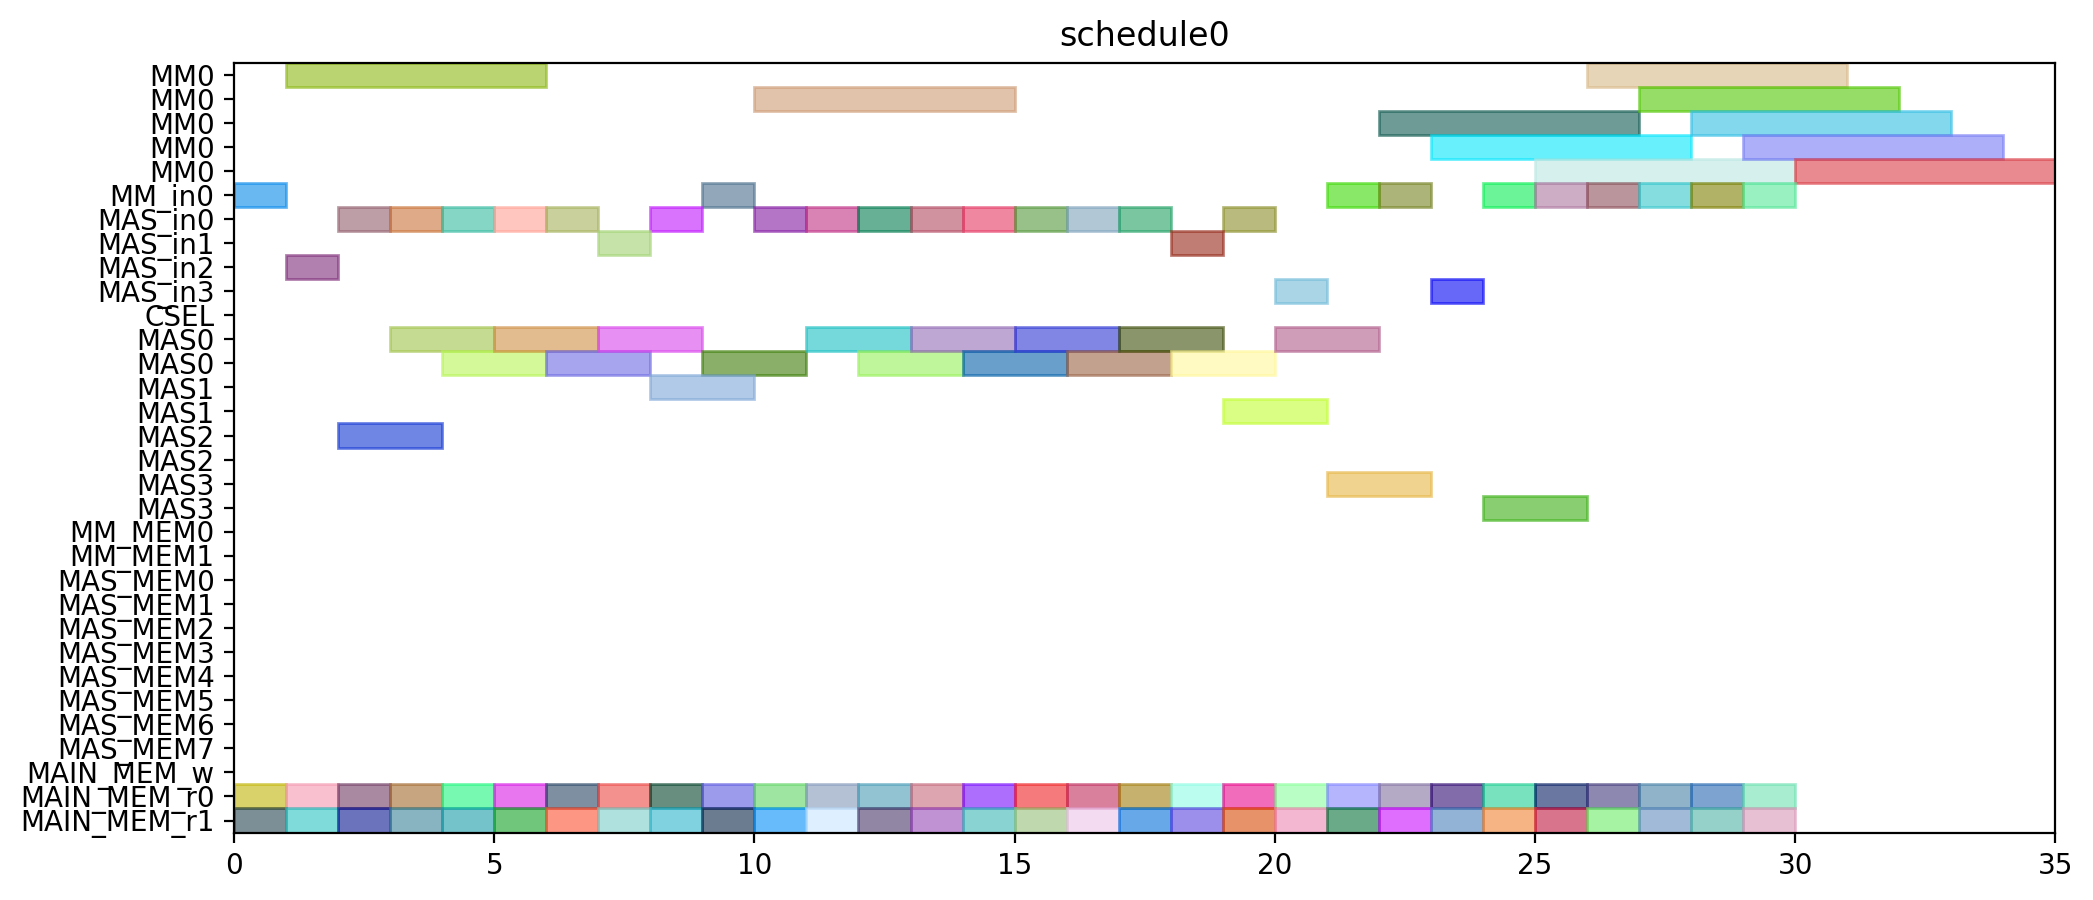 schedule0
MM0
MM0
MM0
MM0
MM0
MM_in0
MAS_in0
MAS_in1
MAS_in2
MAS_in3
CSEL
MAS0
MAS0
MAS1
MAS1
MAS2
MAS2
MAS3
MAS3
MM_MEM0
MM_MEM1
MAS_MEM0
MAS_MEM1
MAS_MEM2
MAS_MEM3
MAS_MEM4
MAS_MEM5
MAS_MEM6
MAS_MEM7
MAIN_MEM_w
MAIN_MEM_r0
MAIN_MEM_r1
0 5 10 15 20 25 30 35